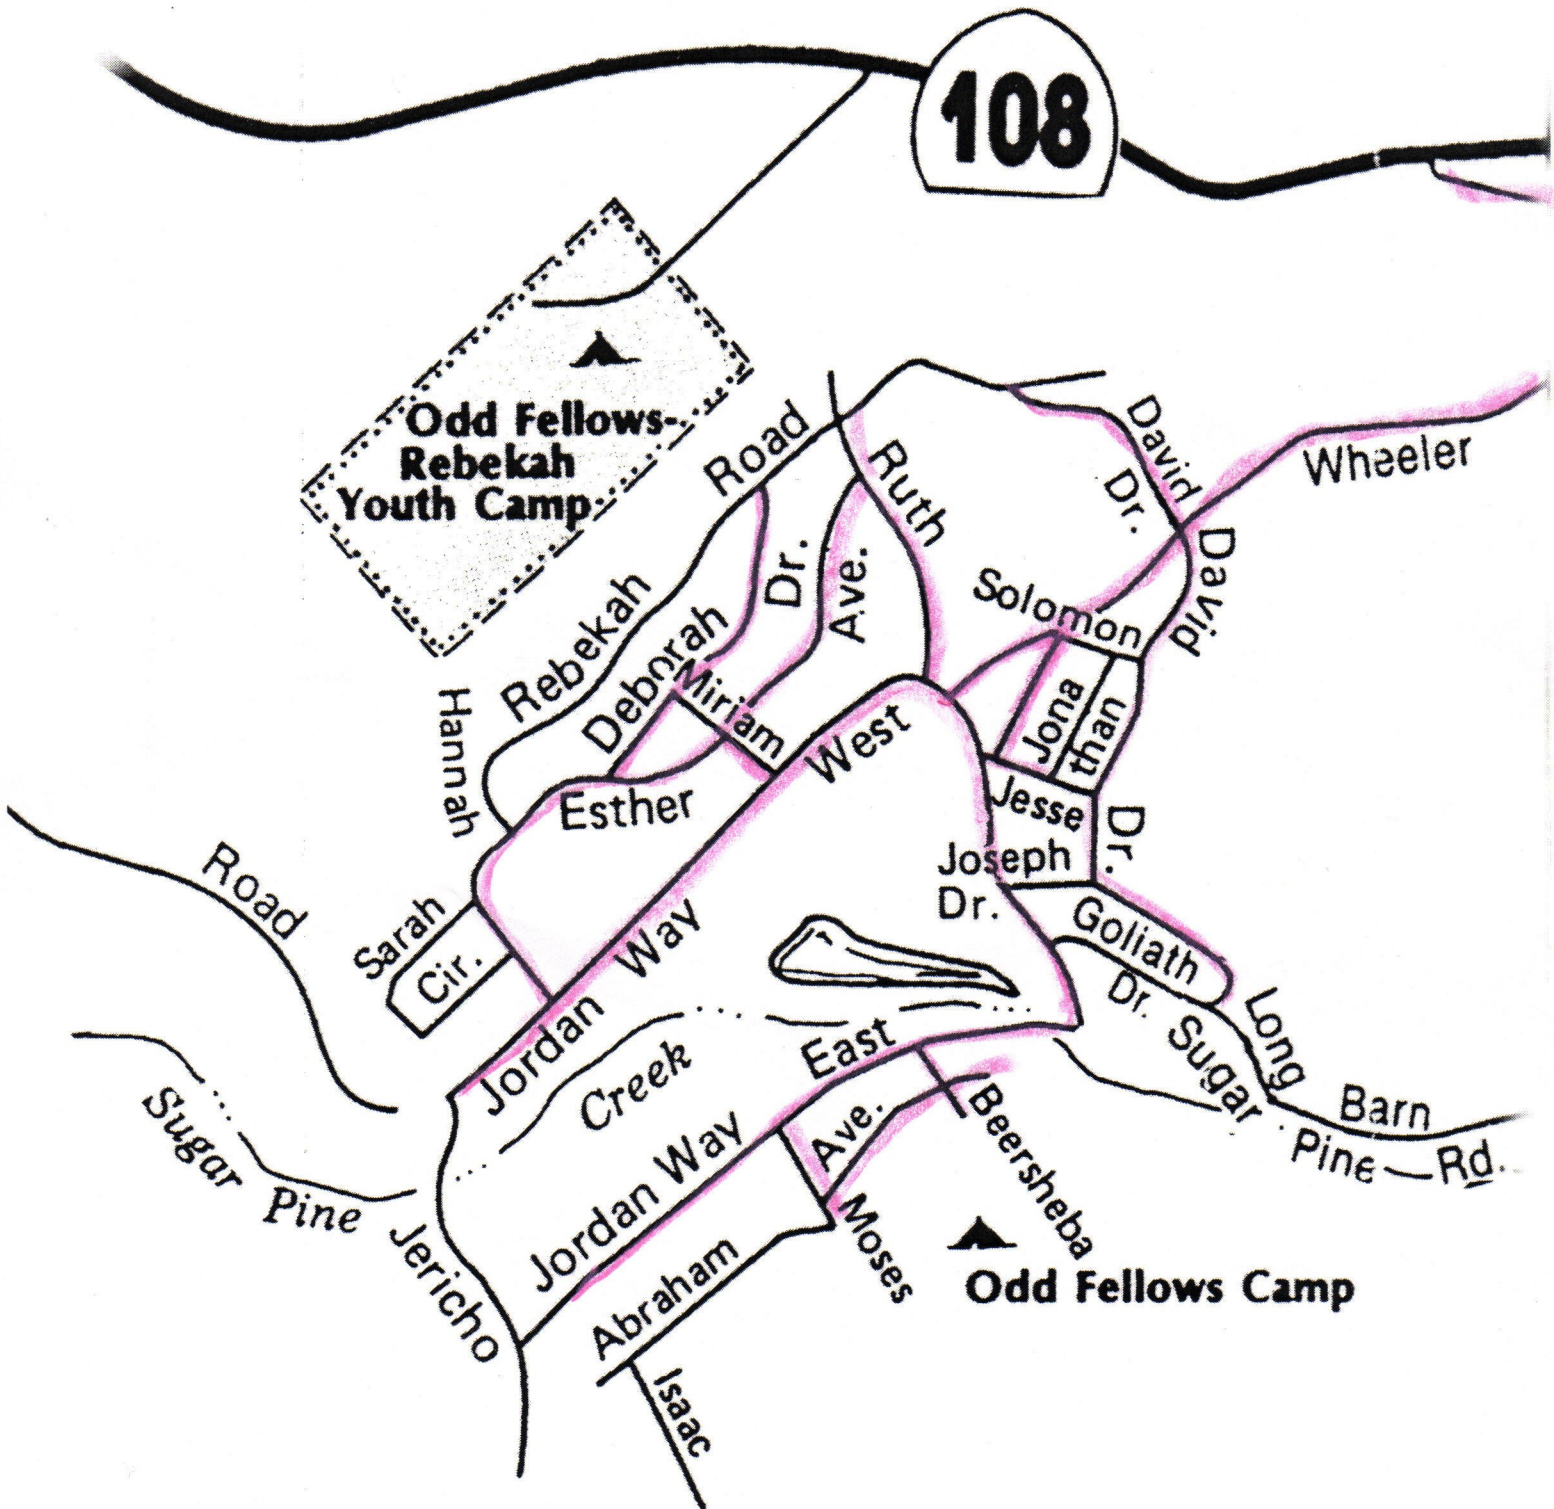 108
Odd Fellows-
Rebekah
Youth Camp
Rebekah Road
Ruth
David
Dr.
Wheeler
David
Dr.
Ave.
Solomon
Deborah
Miriam
Hannah
Jona
than
West
Esther
Jesse
Dr.
Joseph
Dr.
Road
Sarah
Cir.
Goliath
Dr.
Jordan Way
Long
Barn
Sugar Pine Rd.
East
Creek
Sugar Pine
Jordan Way
Ave.
Beersheba
Jericho
Moses
Abraham
Odd Fellows Camp
Isaac